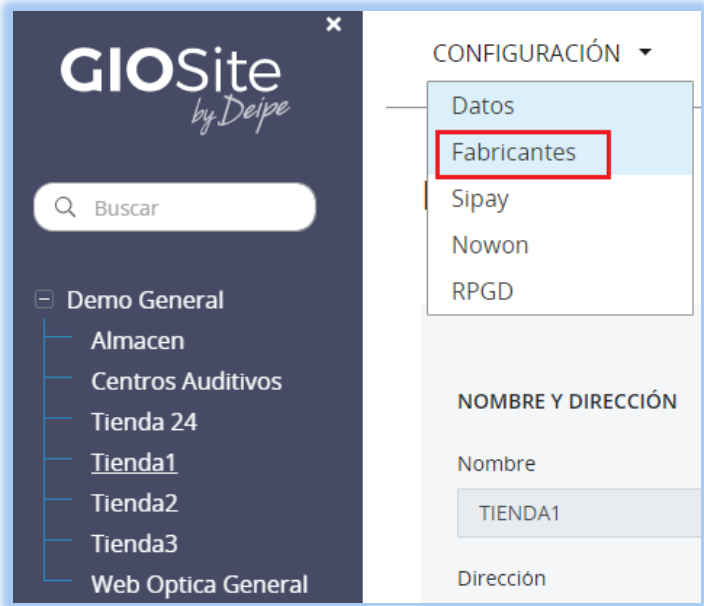 ×
GIOSite
by Deipe
Buscar
Demo General
Almacen
Centros Auditivos
Tienda 24
Tienda1
Tienda2
Tienda3
Web Optica General
CONFIGURACIÓN
Datos
Fabricantes
Sipay
Nowon
RPGD
NOMBRE Y DIRECCIÓN
Nombre
TIENDA1
Dirección